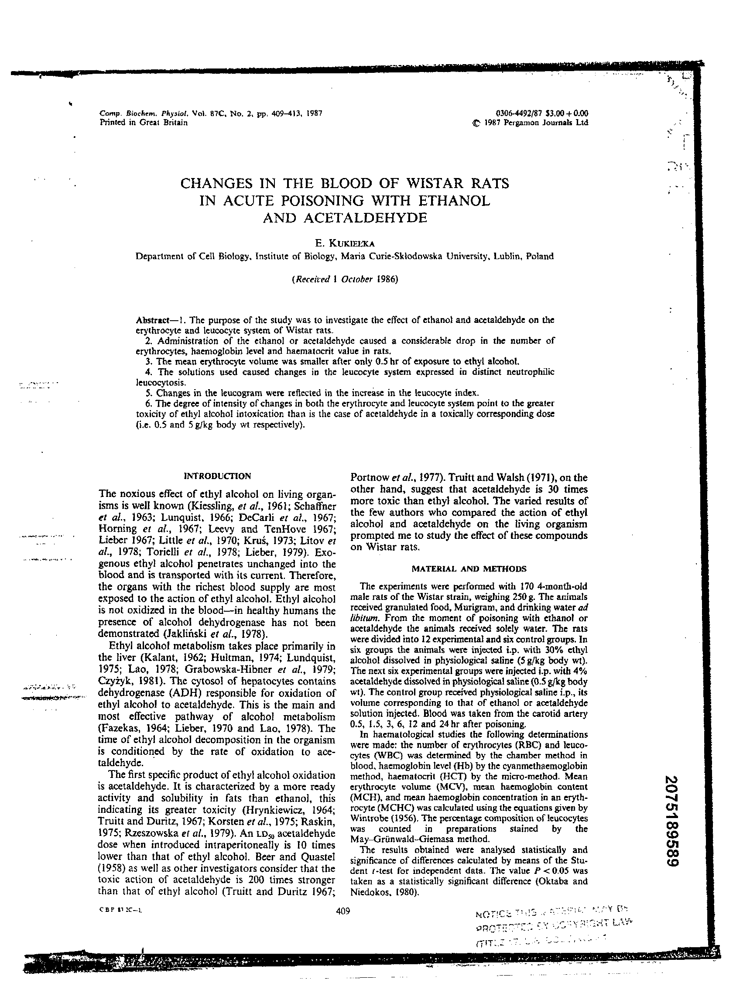 Comp. Biochem. Physiol. Vol. 87C, No. 2, pp. 409–413, 1987
Printed in Great Britain
0306-4492/87 $3.00 + 0.00
© 1987 Pergamon Journals Ltd
CHANGES IN THE BLOOD OF WISTAR RATS
IN ACUTE POISONING WITH ETHANOL
AND ACETALDEHYDE
E. KUKIEŁKA
Department of Cell Biology, Institute of Biology, Maria Curie-Skłodowska University, Lublin, Poland
(Received 1 October 1986)
Abstract—1. The purpose of the study was to investigate the effect of ethanol and acetaldehyde on the
erythrocyte and leucocyte system of Wistar rats.
2. Administration of the ethanol or acetaldehyde caused a considerable drop in the number of
erythrocytes, haemoglobin level and haematocrit value in rats.
3. The mean erythrocyte volume was smaller after only 0.5 hr of exposure to ethyl alcohol.
4. The solutions used caused changes in the leucocyte system expressed in distinct neutrophilic
leucocytosis.
5. Changes in the leucogram were reflected in the increase in the leucocyte index.
6. The degree of intensity of changes in both the erythrocyte and leucocyte system point to the greater
toxicity of ethyl alcohol intoxication than is the case of acetaldehyde in a toxically corresponding dose
(i.e. 0.5 and 5 g/kg body wt respectively).
INTRODUCTION
The noxious effect of ethyl alcohol on living organ-
isms is well known (Kiessling, et al., 1961; Schaffner
et al., 1963; Lunquist, 1966; DeCarli et al., 1967;
Horning et al., 1967; Leevy and TenHove 1967;
Lieber 1967; Little et al., 1970; Kruś, 1973; Litov et
al., 1978; Torielli et al., 1978; Lieber, 1979). Exo-
genous ethyl alcohol penetrates unchanged into the
blood and is transported with its current. Therefore,
the organs with the richest blood supply are most
exposed to the action of ethyl alcohol. Ethyl alcohol
is not oxidized in the blood—in healthy humans the
presence of alcohol dehydrogenase has not been
demonstrated (Jakliński et al., 1978).
Ethyl alcohol metabolism takes place primarily in
the liver (Kalant, 1962; Hultman, 1974; Lundquist,
1975; Lao, 1978; Grabowska-Hibner et al., 1979;
Czyżyk, 1981). The cytosol of hepatocytes contains
dehydrogenase (ADH) responsible for oxidation of
ethyl alcohol to acetaldehyde. This is the main and
most effective pathway of alcohol metabolism
(Fazekas, 1964; Lieber, 1970 and Lao, 1978). The
time of ethyl alcohol decomposition in the organism
is conditioned by the rate of oxidation to ace-
taldehyde.
The first specific product of ethyl alcohol oxidation
is acetaldehyde. It is characterized by a more ready
activity and solubility in fats than ethanol, this
indicating its greater toxicity (Hrynkiewicz, 1964;
Truitt and Duritz, 1967; Korsten et al., 1975; Raskin,
1975; Rzeszowska et al., 1979). An LD50 acetaldehyde
dose when introduced intraperitoneally is 10 times
lower than that of ethyl alcohol. Beer and Quastel
(1958) as well as other investigators consider that the
toxic action of acetaldehyde is 200 times stronger
than that of ethyl alcohol (Truitt and Duritz 1967;
Portnow et al., 1977). Truitt and Walsh (1971), on the
other hand, suggest that acetaldehyde is 30 times
more toxic than ethyl alcohol. The varied results of
the few authors who compared the action of ethyl
alcohol and acetaldehyde on the living organism
prompted me to study the effect of these compounds
on Wistar rats.
MATERIAL AND METHODS
The experiments were performed with 170 4-month-old
male rats of the Wistar strain, weighing 250 g. The animals
received granulated food, Murigram, and drinking water ad
libitum. From the moment of poisoning with ethanol or
acetaldehyde the animals received solely water. The rats
were divided into 12 experimental and six control groups. In
six groups the animals were injected i.p. with 30% ethyl
alcohol dissolved in physiological saline (5 g/kg body wt).
The next six experimental groups were injected i.p. with 4%
acetaldehyde dissolved in physiological saline (0.5 g/kg body
wt). The control group received physiological saline i.p., its
volume corresponding to that of ethanol or acetaldehyde
solution injected. Blood was taken from the carotid artery
0.5, 1.5, 3, 6, 12 and 24 hr after poisoning.
In haematological studies the following determinations
were made: the number of erythrocytes (RBC) and leuco-
cytes (WBC) was determined by the chamber method in
blood, haemoglobin level (Hb) by the cyanmethaemoglobin
method, haematocrit (HCT) by the micro-method. Mean
erythrocyte volume (MCV), mean haemoglobin content
(MCH), and mean haemoglobin concentration in an eryth-
rocyte (MCHC) was calculated using the equations given by
Wintrobe (1956). The percentage composition of leucocytes
was counted in preparations stained by the
May–Grünwald–Giemasa method.
The results obtained were analysed statistically and
significance of differences calculated by means of the Stu-
dent t-test for independent data. The value P < 0.05 was
taken as a statistically significant difference (Oktaba and
Niedokos, 1980).
409
2075189589
NOTICE THIS MATERIAL MAY BE
PROTECTED BY COPYRIGHT LAW